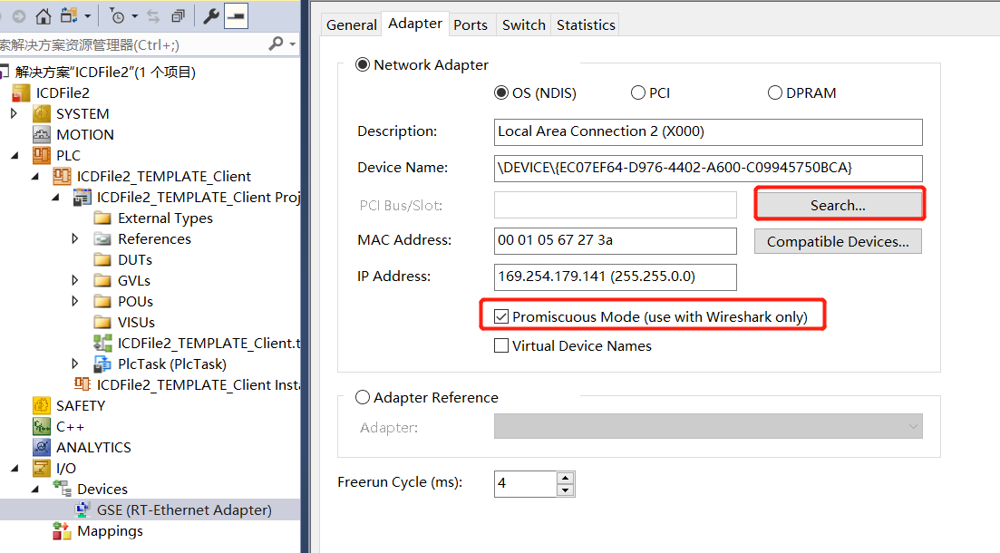 索解决方案资源管理器(Ctrl+;)
解决方案"ICDFile2"(1 个项目)
ICDFile2
SYSTEM
MOTION
PLC
ICDFile2_TEMPLATE_Client
ICDFile2_TEMPLATE_Client Proj
External Types
References
DUTs
GVLs
POUs
VISUs
ICDFile2_TEMPLATE_Client.t
PlcTask (PlcTask)
ICDFile2_TEMPLATE_Client Insta
SAFETY
C++
ANALYTICS
I/O
Devices
GSE (RT-Ethernet Adapter)
Mappings
General Adapter Ports Switch Statistics
Network Adapter
OS (NDIS) PCI DPRAM
Description: Local Area Connection 2 (X000)
Device Name: \DEVICE\{EC07EF64-D976-4402-A600-C09945750BCA}
PCI Bus/Slot: Search...
MAC Address: 00 01 05 67 27 3a Compatible Devices...
IP Address: 169.254.179.141 (255.255.0.0)
Promiscuous Mode (use with Wireshark only)
Virtual Device Names
Adapter Reference
Adapter:
Freerun Cycle (ms): 4